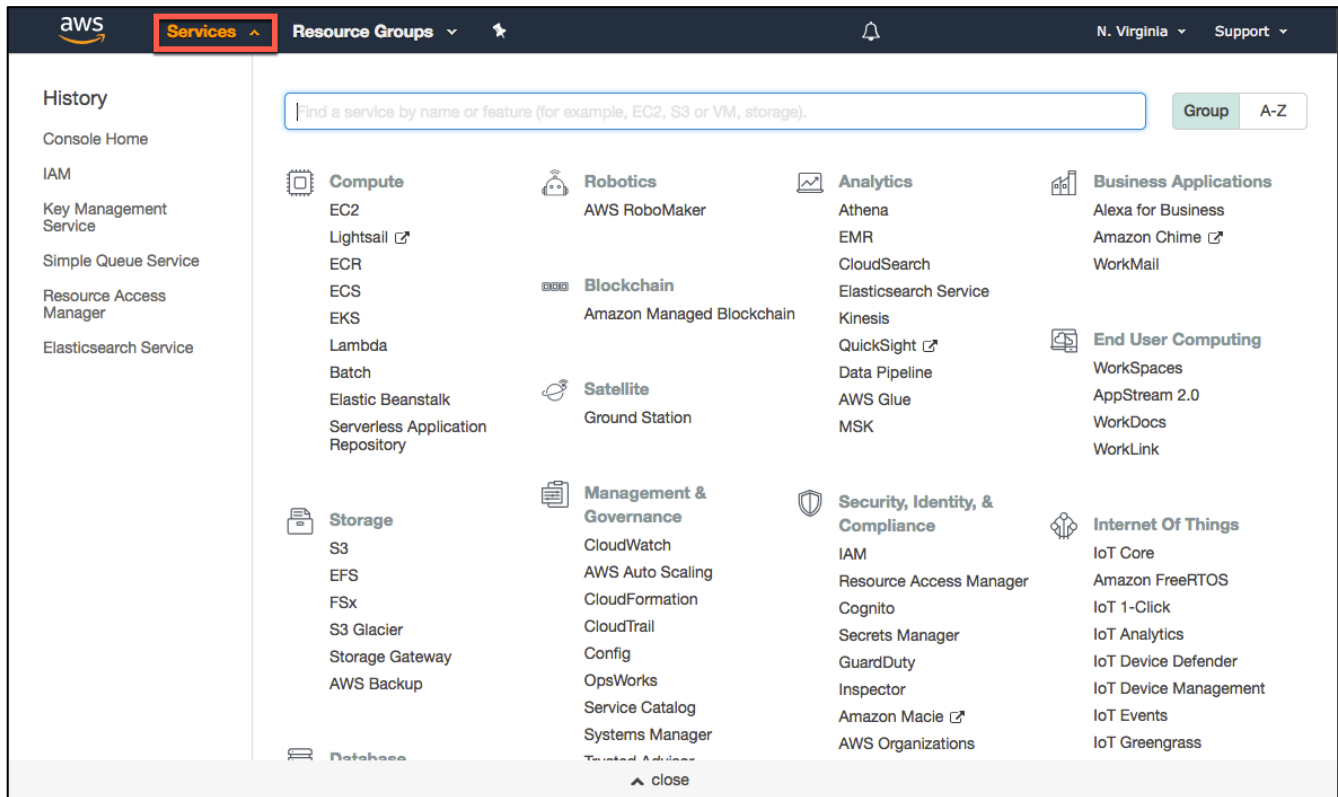 aws
Services
Resource Groups
N. Virginia
Support
History
Console Home
IAM
Key Management
Service
Simple Queue Service
Resource Access
Manager
Elasticsearch Service
Find a service by name or feature (for example, EC2, S3 or VM, storage).
Group
A-Z
Compute
EC2
Lightsail
ECR
ECS
EKS
Lambda
Batch
Elastic Beanstalk
Serverless Application
Repository
Storage
S3
EFS
FSx
S3 Glacier
Storage Gateway
AWS Backup
Database
Robotics
AWS RoboMaker
Blockchain
Amazon Managed Blockchain
Satellite
Ground Station
Management &
Governance
CloudWatch
AWS Auto Scaling
CloudFormation
CloudTrail
Config
OpsWorks
Service Catalog
Systems Manager
Trusted Advisor
Analytics
Athena
EMR
CloudSearch
Elasticsearch Service
Kinesis
QuickSight
Data Pipeline
AWS Glue
MSK
Security, Identity, &
Compliance
IAM
Resource Access Manager
Cognito
Secrets Manager
GuardDuty
Inspector
Amazon Macie
AWS Organizations
Business Applications
Alexa for Business
Amazon Chime
WorkMail
End User Computing
WorkSpaces
AppStream 2.0
WorkDocs
WorkLink
Internet Of Things
IoT Core
Amazon FreeRTOS
IoT 1-Click
IoT Analytics
IoT Device Defender
IoT Device Management
IoT Events
IoT Greengrass
close